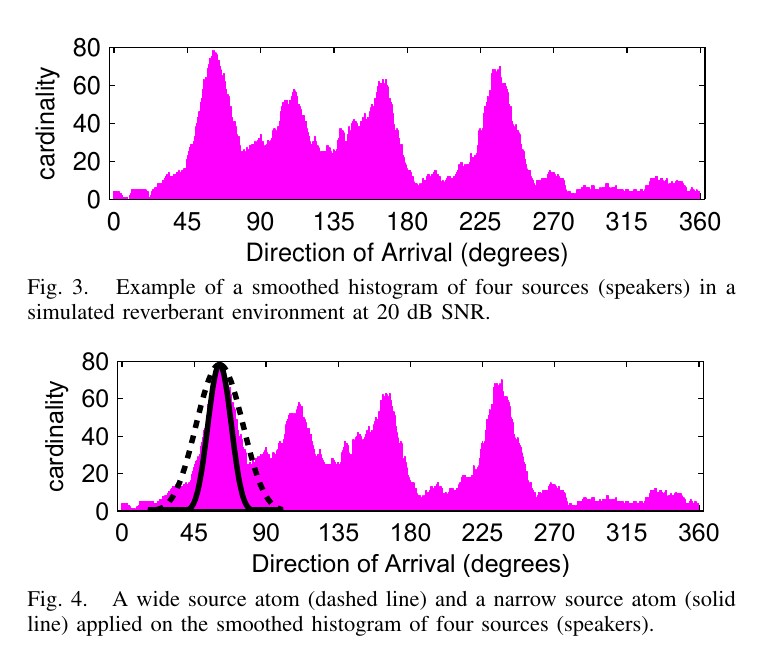 80
60
40
20
0
cardinality
0 45 90 135 180 225 270 315 360
Direction of Arrival (degrees)
Fig. 3. Example of a smoothed histogram of four sources (speakers) in a
simulated reverberant environment at 20 dB SNR.
80
60
40
20
0
cardinality
0 45 90 135 180 225 270 315 360
Direction of Arrival (degrees)
Fig. 4. A wide source atom (dashed line) and a narrow source atom (solid
line) applied on the smoothed histogram of four sources (speakers).